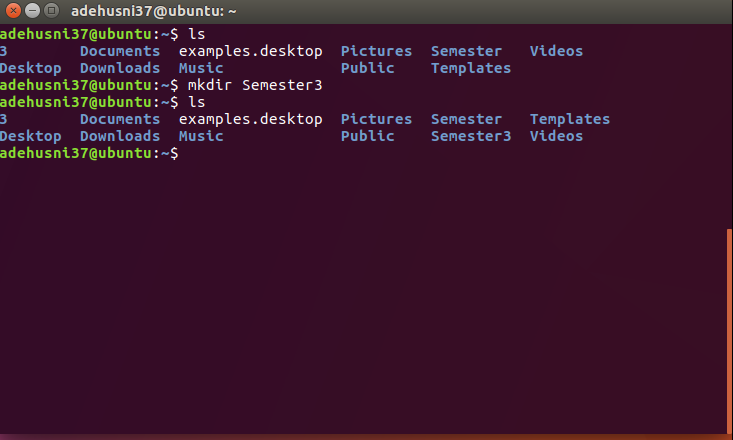 adehusni37@ubuntu: ~
adehusni37@ubuntu:~$ ls
3        Documents  examples.desktop  Pictures  Semester   Videos
Desktop  Downloads  Music             Public    Templates
adehusni37@ubuntu:~$ mkdir Semester3
adehusni37@ubuntu:~$ ls
3        Documents  examples.desktop  Pictures  Semester   Templates
Desktop  Downloads  Music             Public    Semester3  Videos
adehusni37@ubuntu:~$